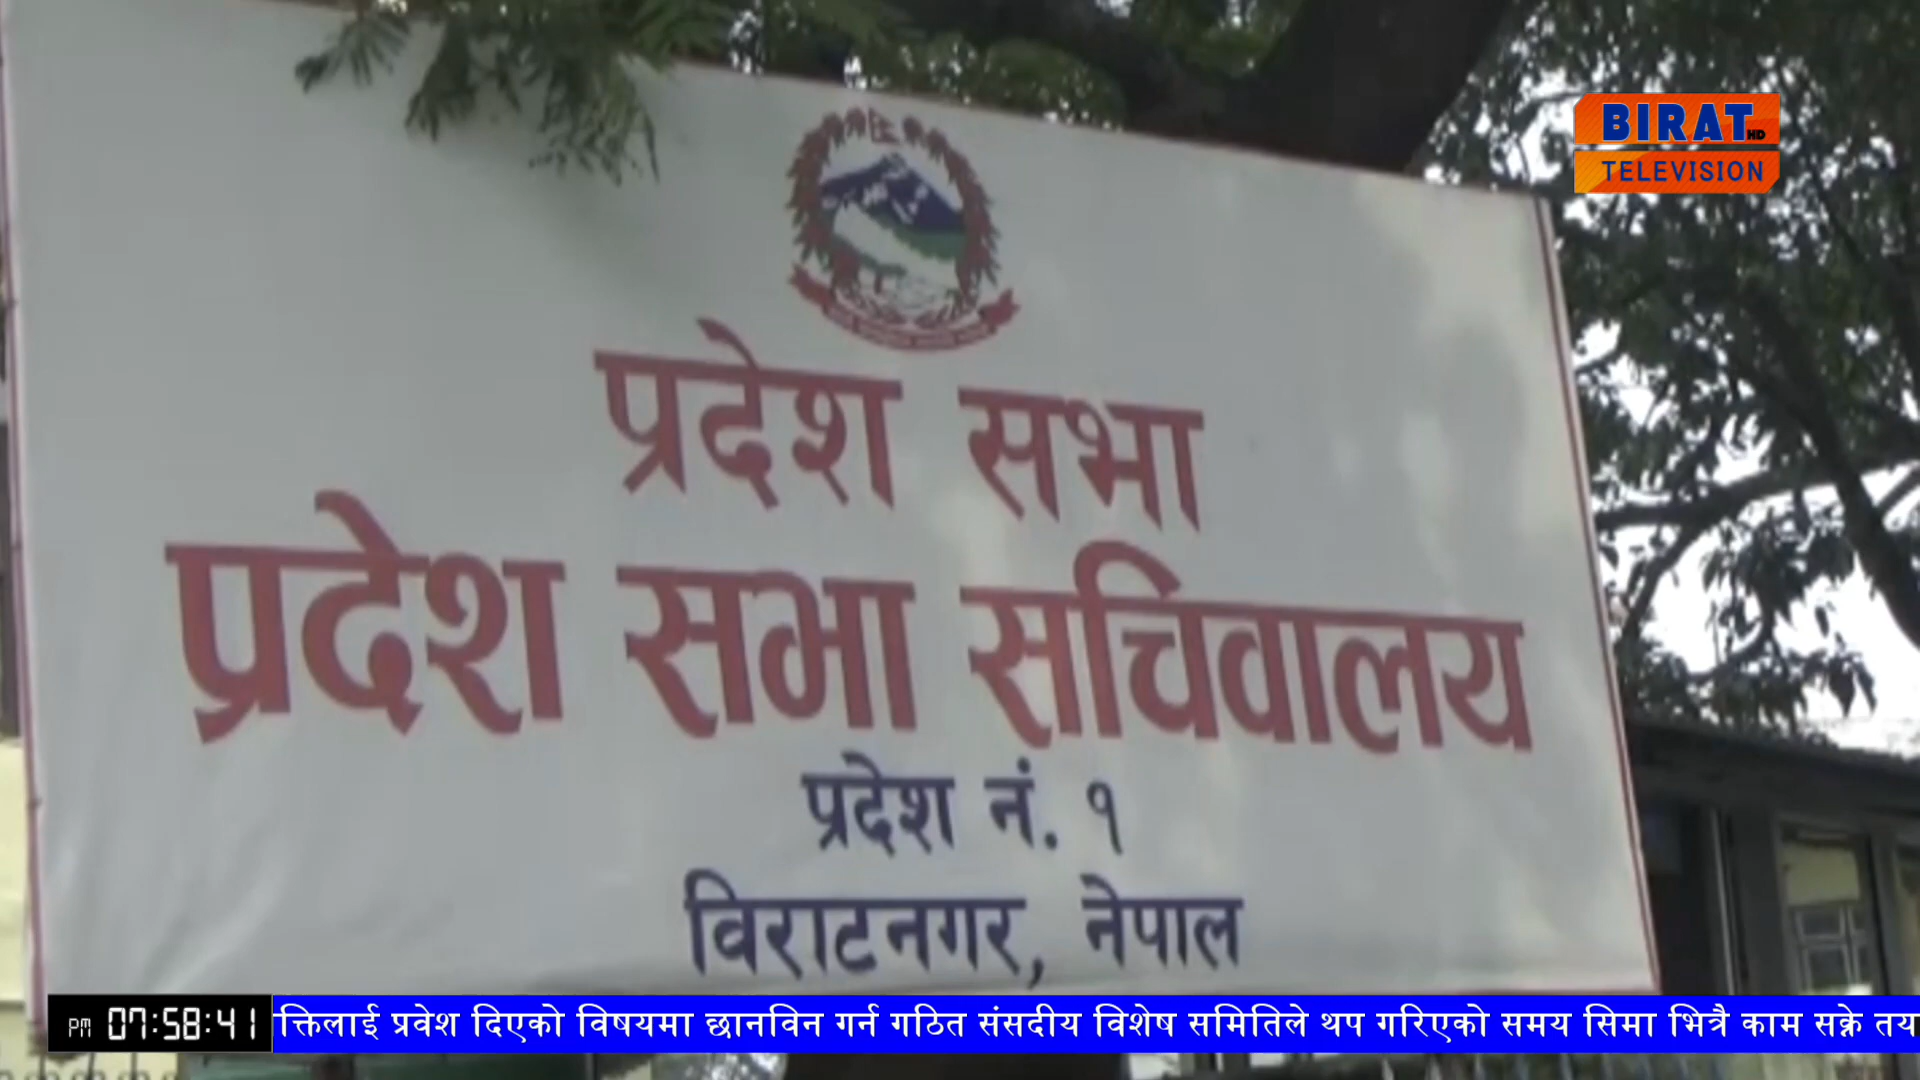 BIRAT HD
TELEVISION
प्रदेश सभा
प्रदेश सभा सचिवालय
प्रदेश नं. १
विराटनगर, नेपाल
PM 07:58:41
क्तिलाई प्रवेश दिएको विषयमा छानविन गर्न गठित संसदीय विशेष समितिले थप गरिएको समय सिमा भित्रै काम सक्ने तय